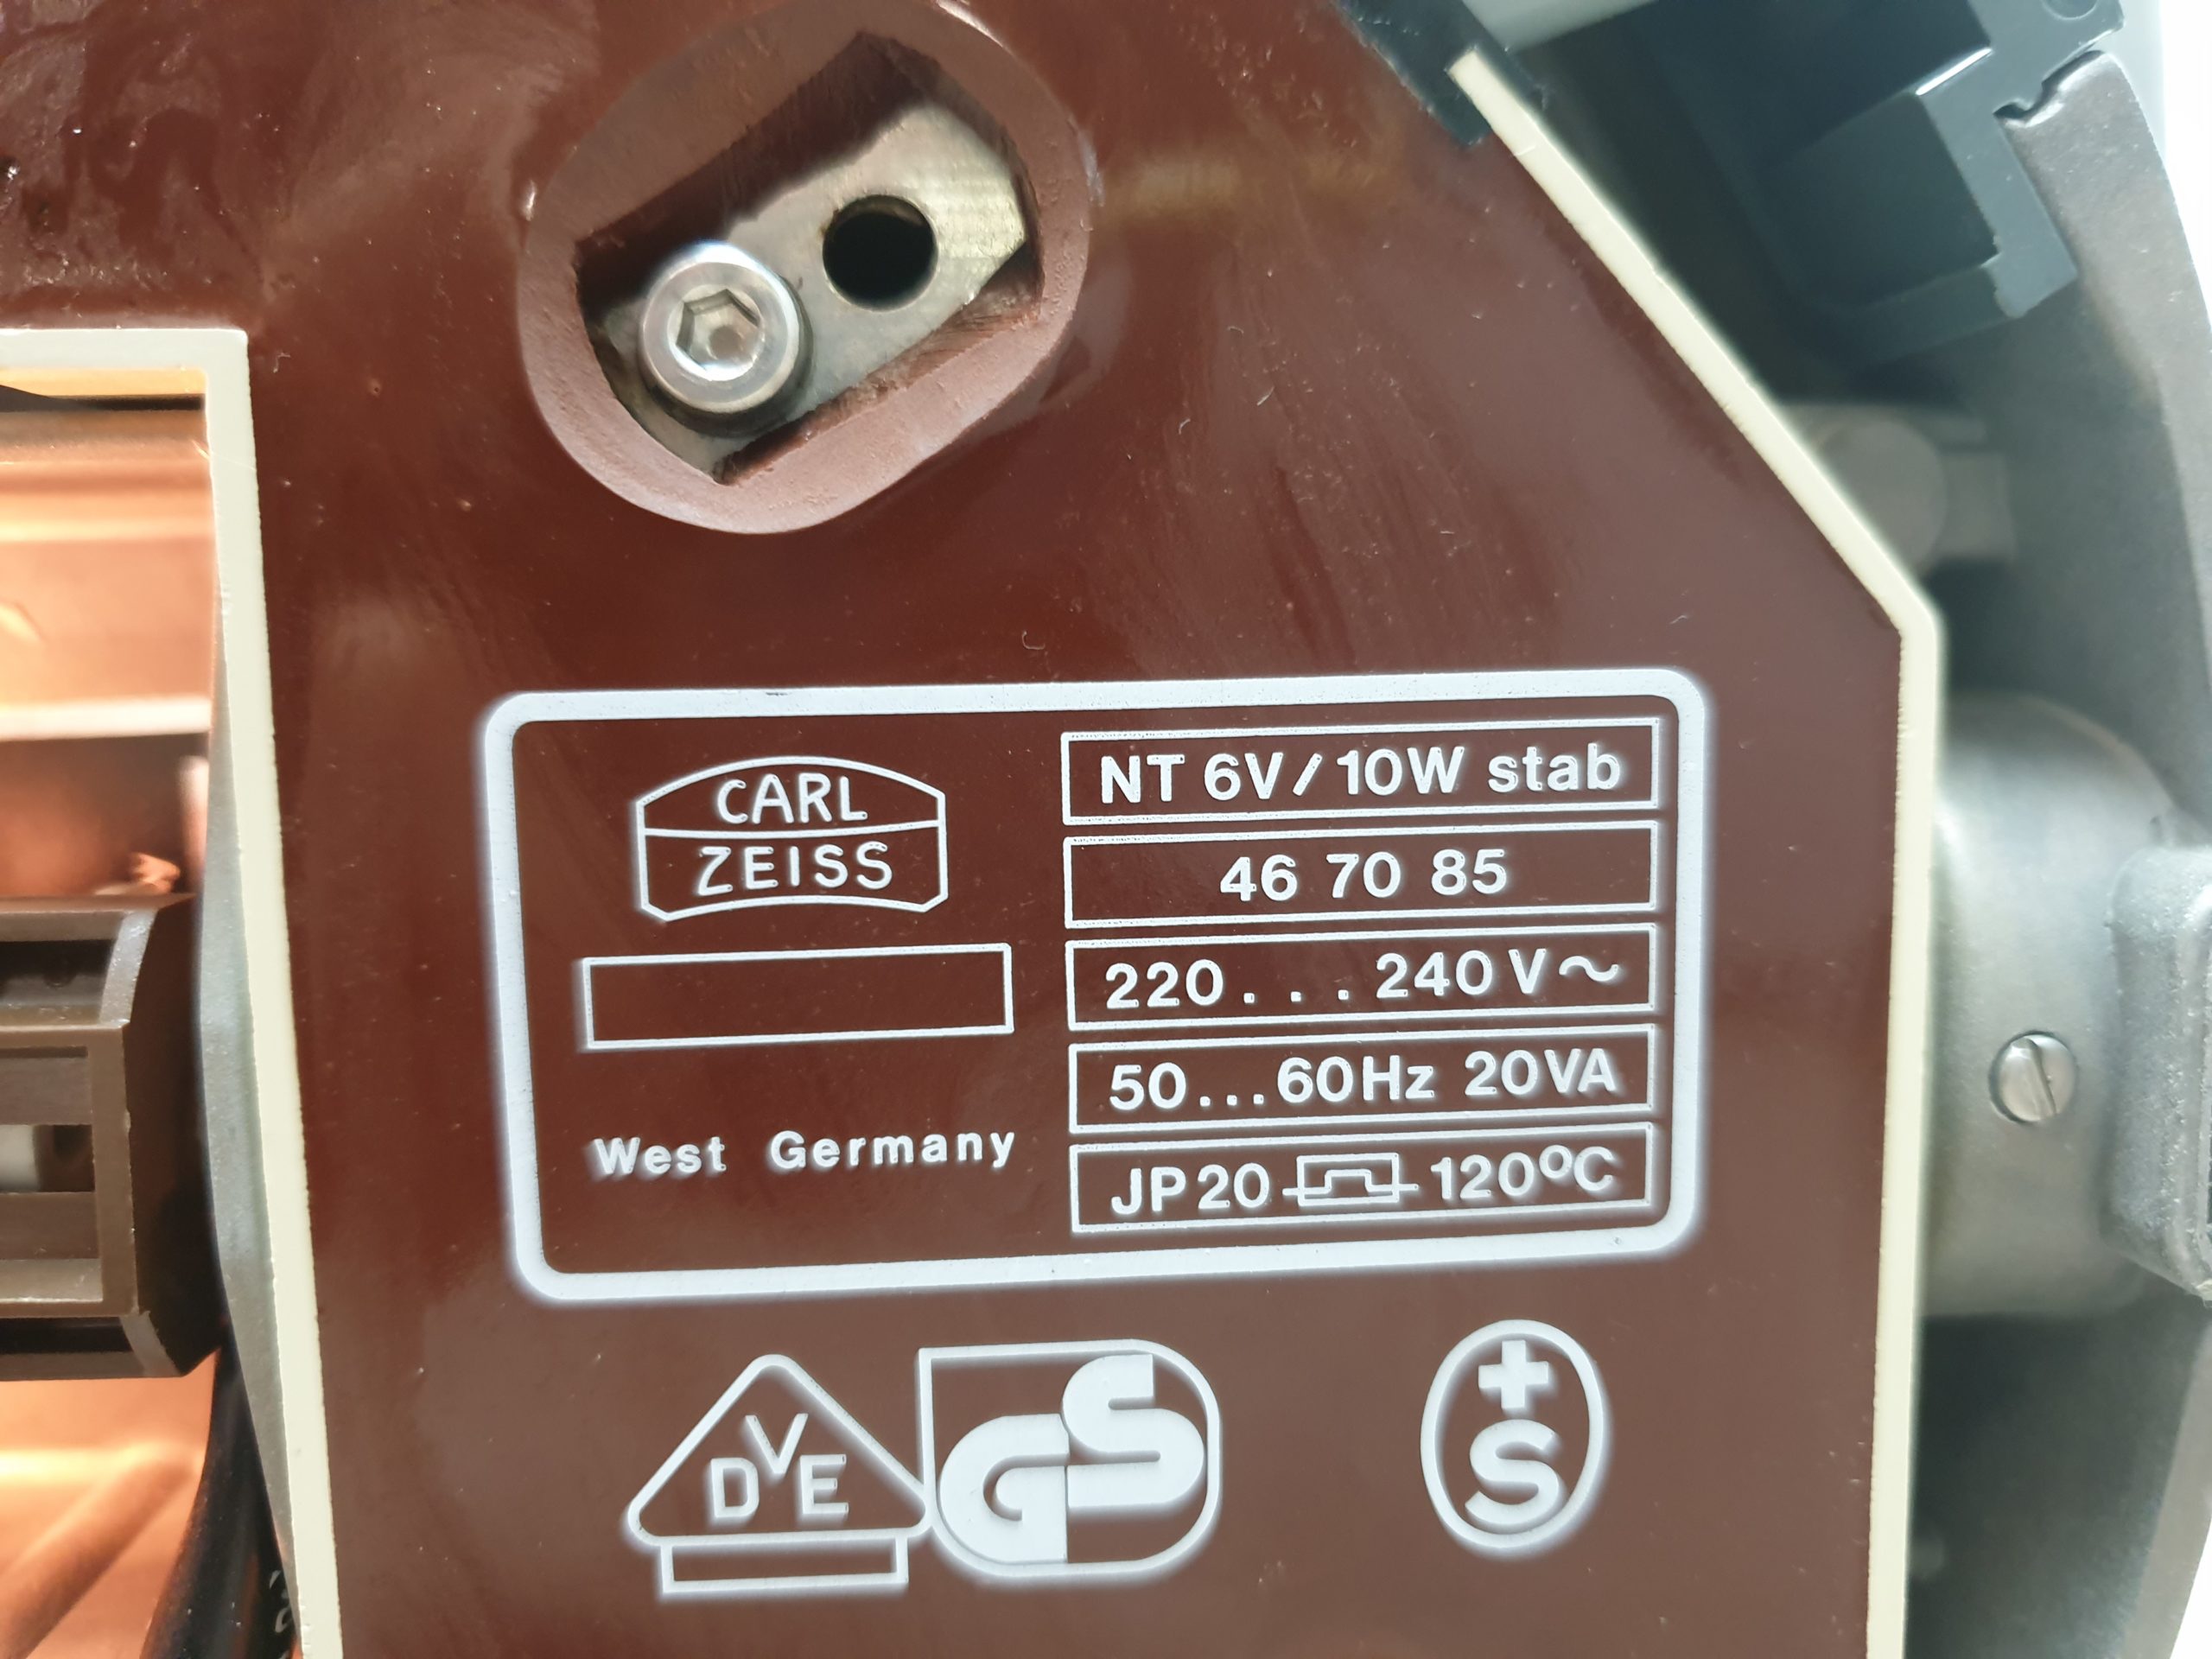 CARL
ZEISS
West Germany
NT 6V/10W stab
46 70 85
220...240 V~
50...60Hz 20VA
JP20 120°C
DVE
GS
+S